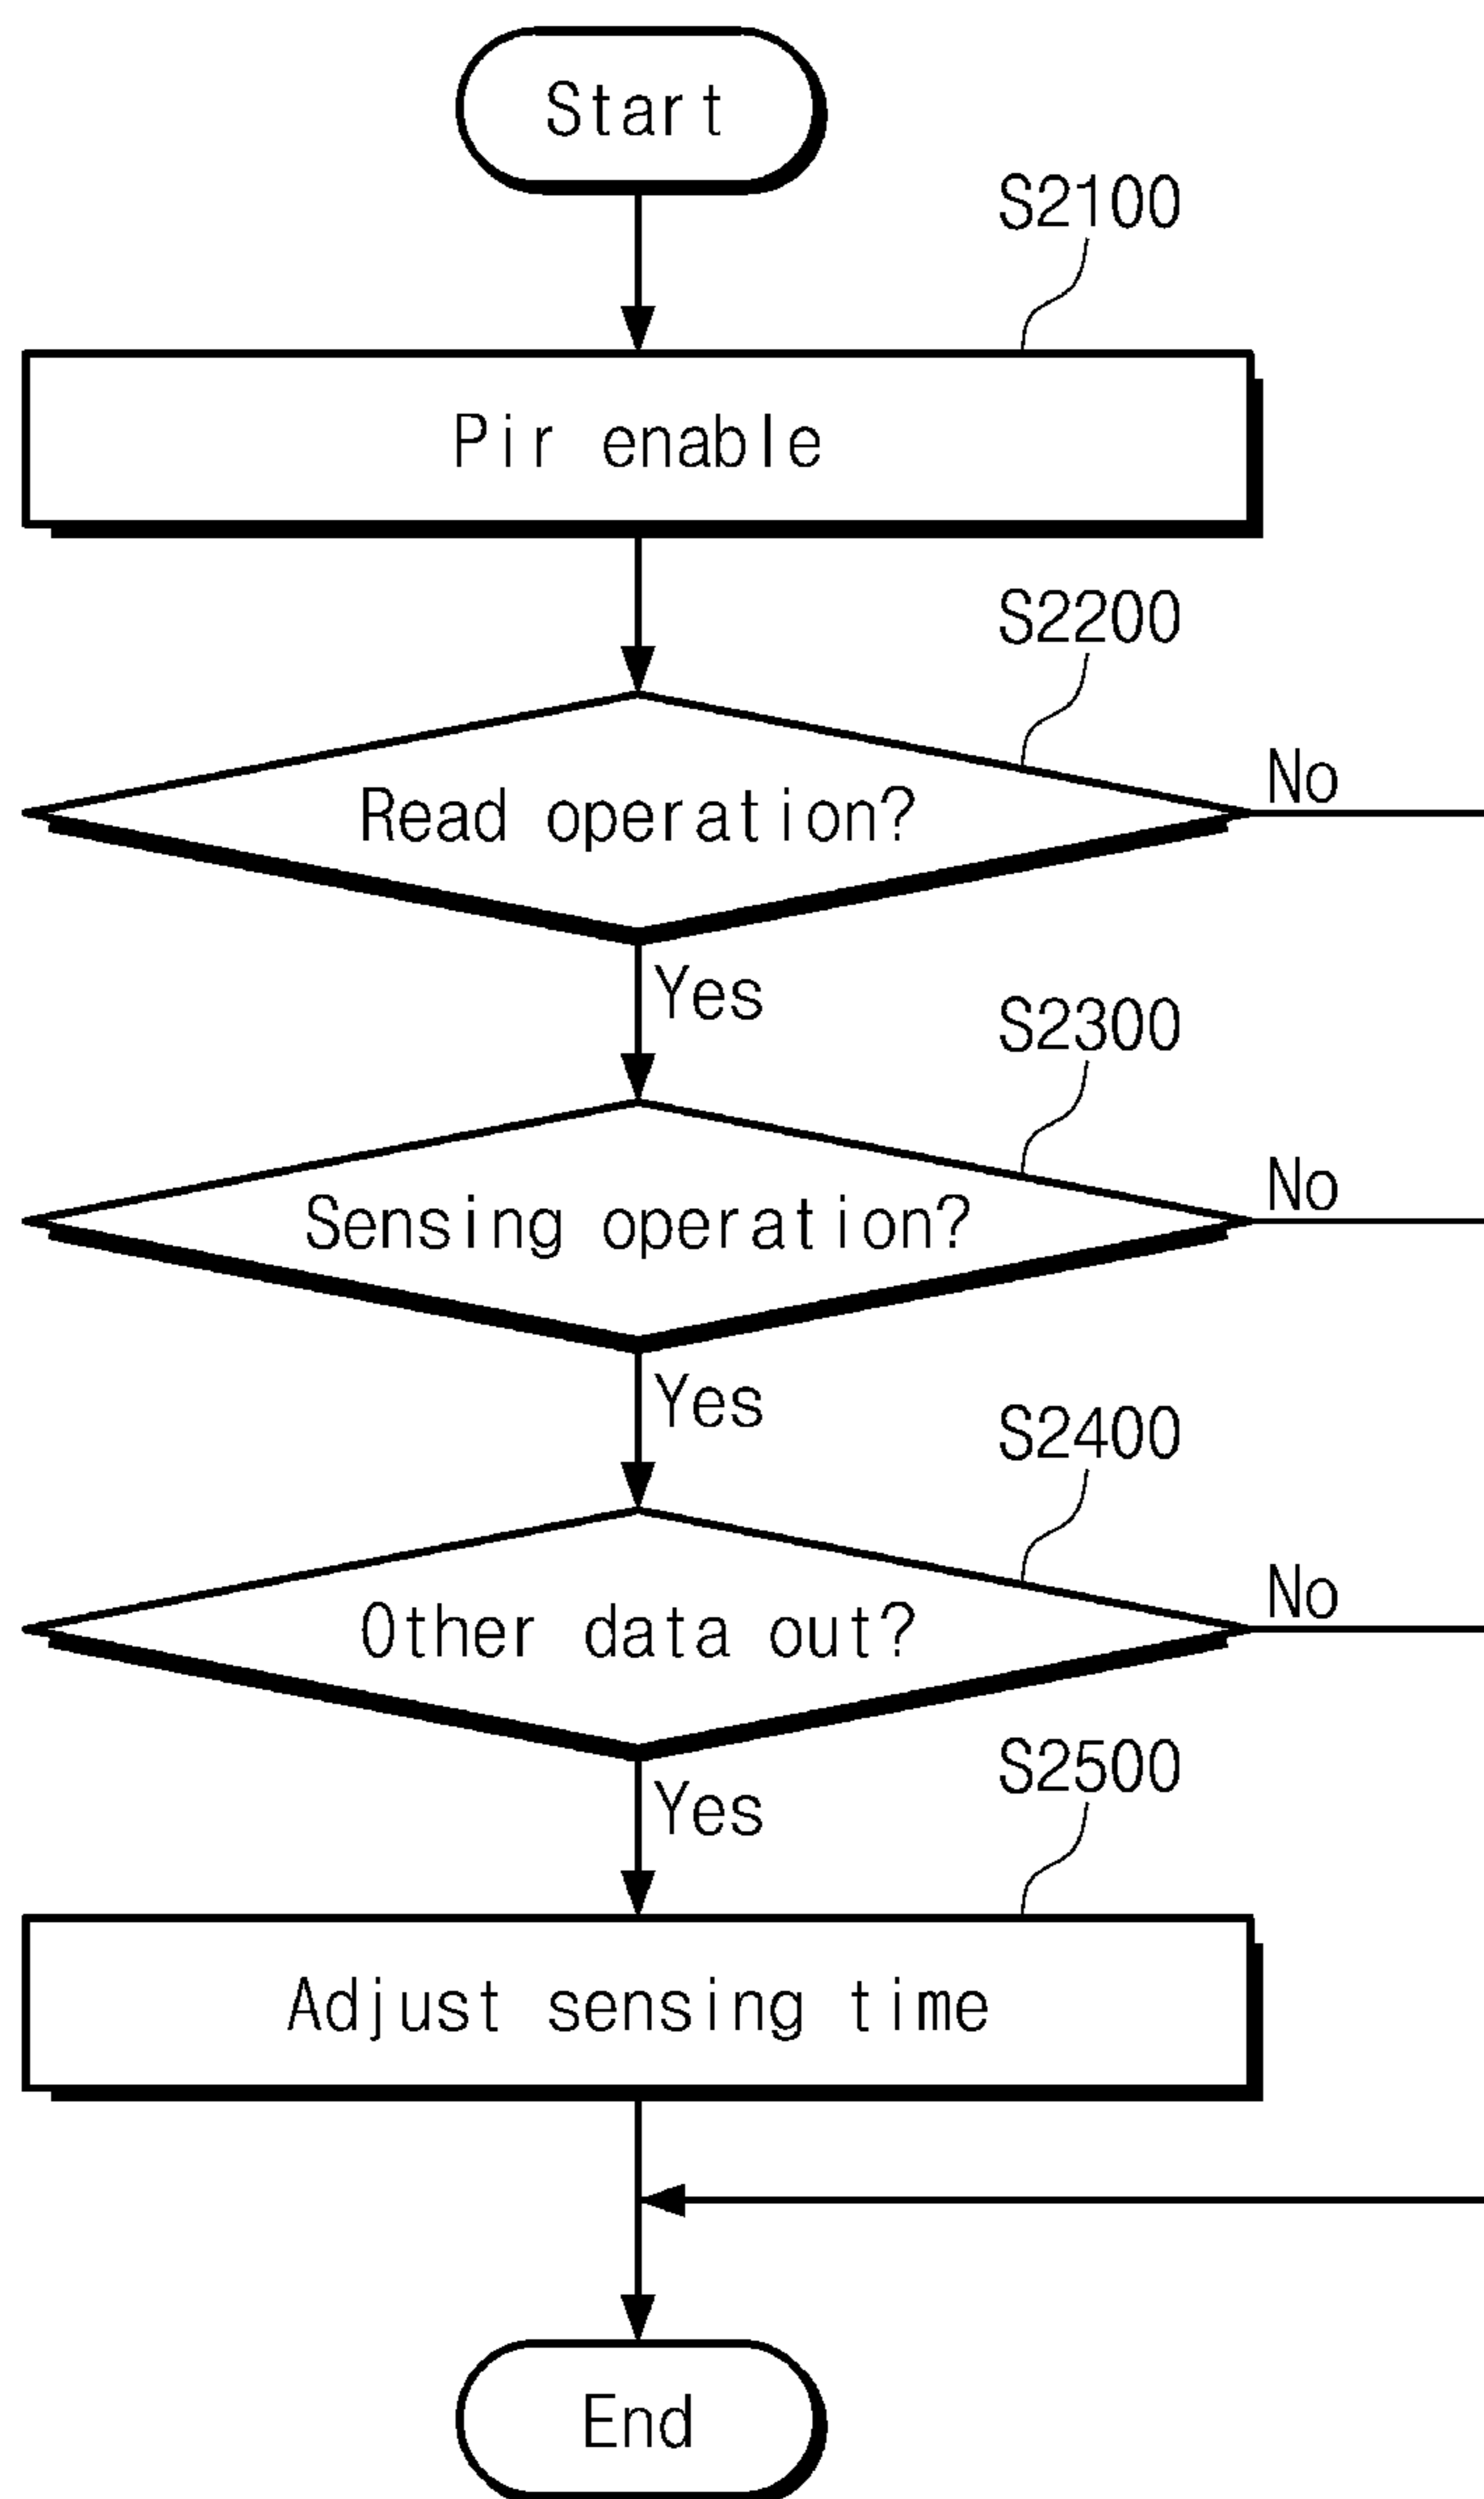 Start
S2100
Pir enable
S2200
Read operation?
No
Yes
S2300
Sensing operation?
No
Yes
S2400
Other data out?
No
Yes
S2500
Adjust sensing time
End